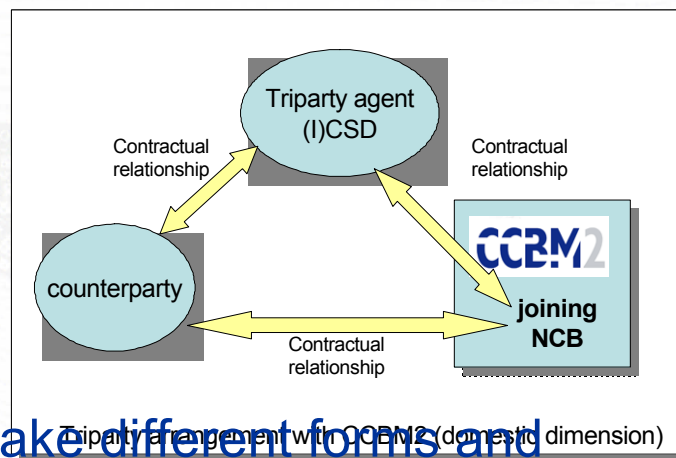 Triparty agent
(I)CSD
Contractual
relationship
Contractual
relationship
CCBM2
counterparty
joining
NCB
Contractual
relationship
Triparty arrangement with CCBM2 (domestic dimension)
ake different forms and